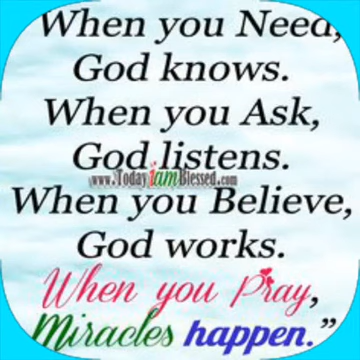 When you Need,
God knows.
When you Ask,
God listens.
www.TodayiamBlessed.com
When you Believe,
God works.
When you Pray,
Miracles happen.”